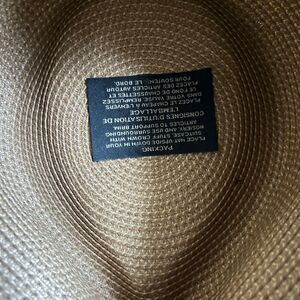 PACKING
PLACE HAT UPSIDE DOWN IN YOUR
SUITCASE. STUFF CROWN WITH
HOSIERY AND USE SURROUNDING
ARTICLES TO SUPPORT BRIM.
CONSIGNES D'UTILISATION DE
L'EMBALLAGE
PLACEZ LE CHAPEAU À L'ENVERS
DANS VOTRE VALISE. REMPLISSEZ
LE FOND DE CHAUSSETTES ET
PLACEZ DES ARTICLES AUTOUR
POUR SOUTENIR
LE BORD.